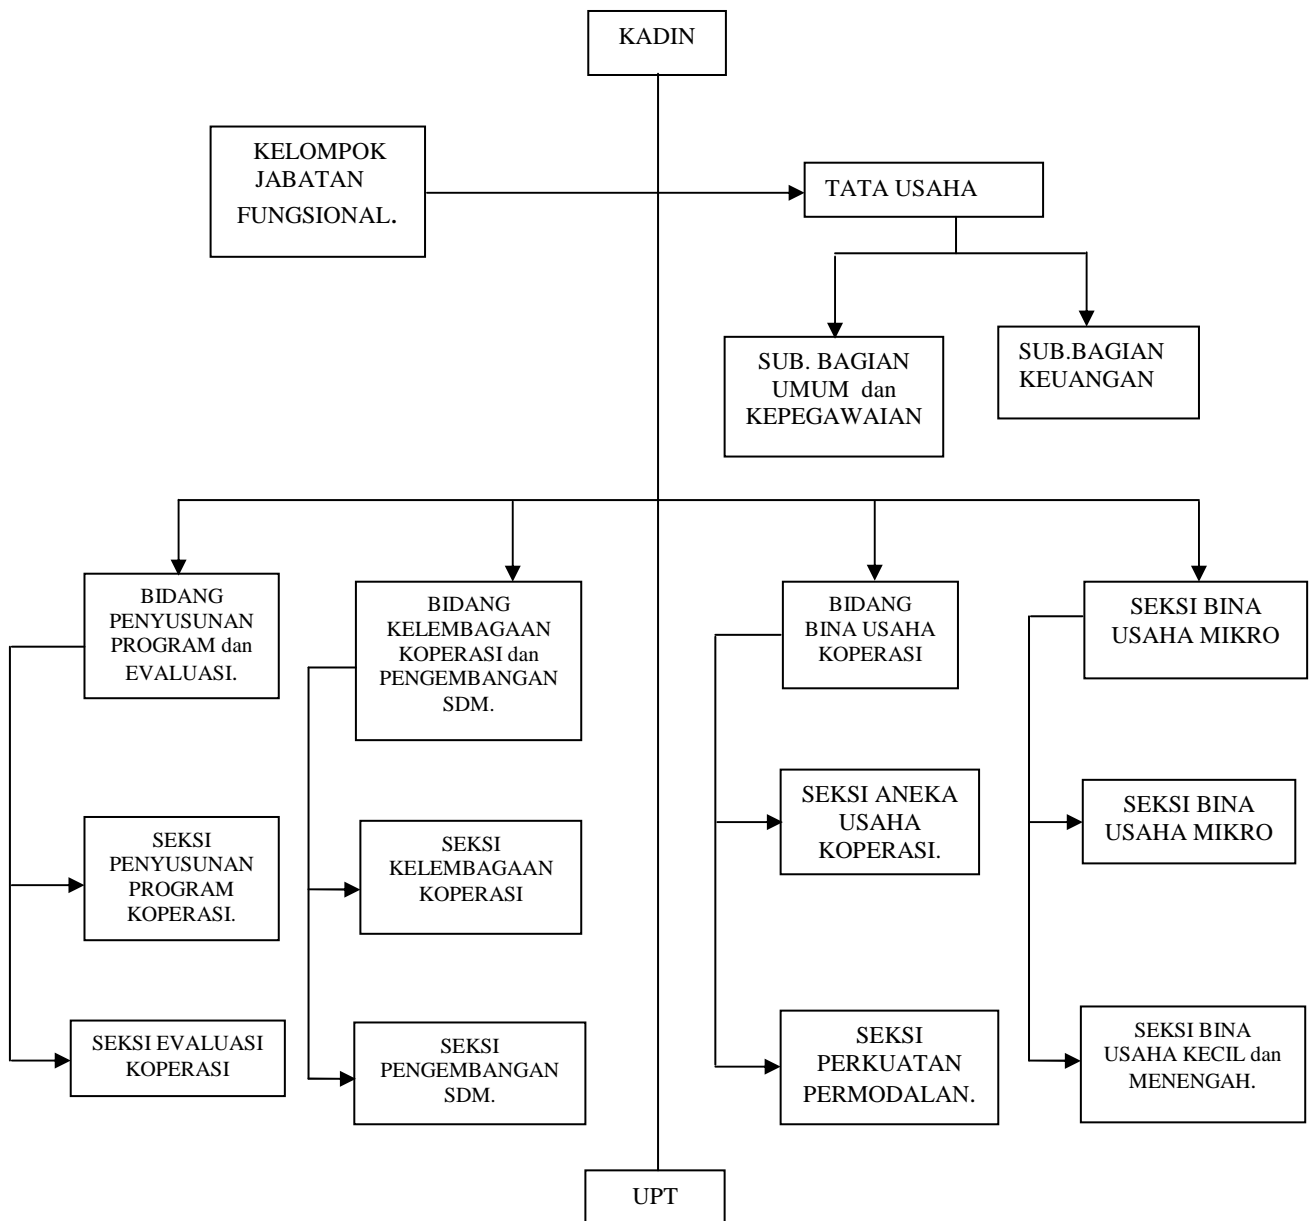 KADIN
KELOMPOK
JABATAN
FUNGSIONAL.
TATA USAHA
SUB. BAGIAN
UMUM dan
KEPEGAWAIAN
SUB.BAGIAN
KEUANGAN
BIDANG
PENYUSUNAN
PROGRAM dan
EVALUASI.
BIDANG
KELEMBAGAAN
KOPERASI dan
PENGEMBANGAN
SDM.
BIDANG
BINA USAHA
KOPERASI
SEKSI BINA
USAHA MIKRO
SEKSI
PENYUSUNAN
PROGRAM
KOPERASI.
SEKSI
KELEMBAGAAN
KOPERASI
SEKSI ANEKA
USAHA
KOPERASI.
SEKSI BINA
USAHA MIKRO
SEKSI EVALUASI
KOPERASI
SEKSI
PENGEMBANGAN
SDM.
SEKSI
PERKUATAN
PERMODALAN.
SEKSI BINA
USAHA KECIL dan
MENENGAH.
UPT